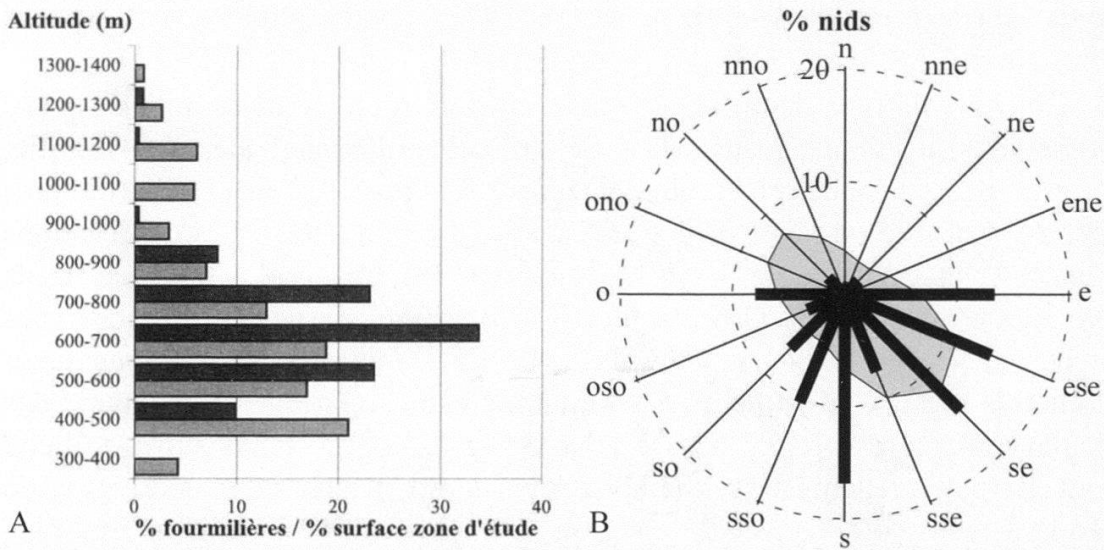 Altitude (m)
1300-1400
1200-1300
1100-1200
1000-1100
900-1000
800-900
700-800
600-700
500-600
400-500
300-400
0
10
20
30
40
% fourmilières / % surface zone d'étude
A
% nids
n
20
nno
nne
no
ne
10
ono
ene
o
e
oso
ese
so
se
sso
sse
s
B